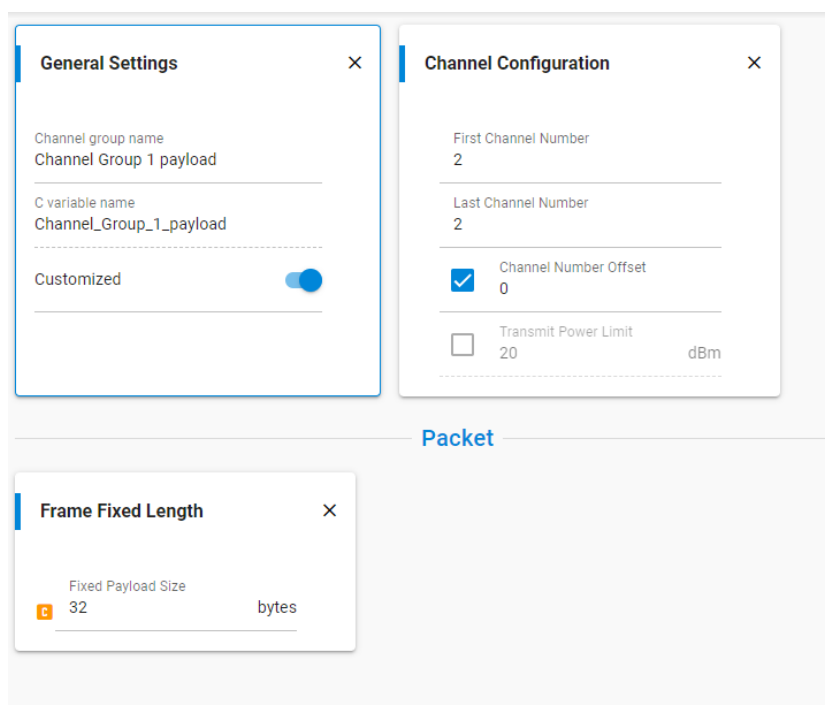 General Settings
Channel group name
Channel Group 1 payload
C variable name
Channel_Group_1_payload
Customized
Channel Configuration
First Channel Number
2
Last Channel Number
2
Channel Number Offset
0
Transmit Power Limit
20 dBm
Packet
Frame Fixed Length
Fixed Payload Size
C 32 bytes